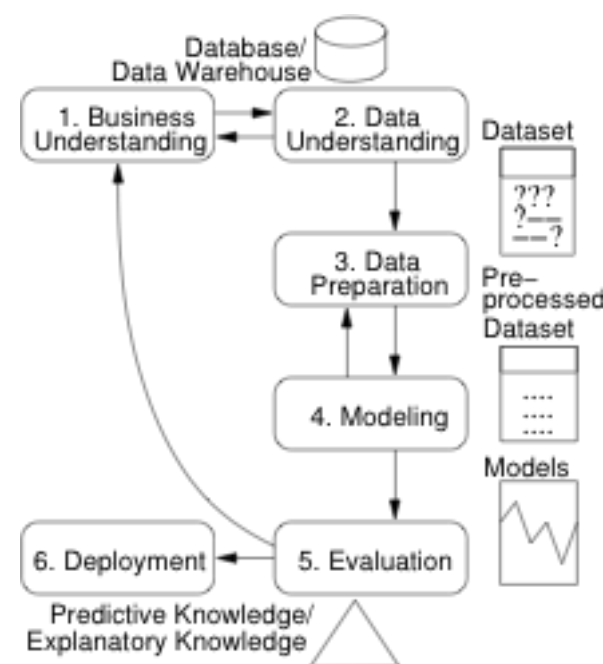 Database/
Data Warehouse
1. Business
Understanding
2. Data
Understanding
Dataset
???
?––
––?
3. Data
Preparation
Pre–
processed
Dataset
----
----
----
4. Modeling
Models
6. Deployment
5. Evaluation
Predictive Knowledge/
Explanatory Knowledge